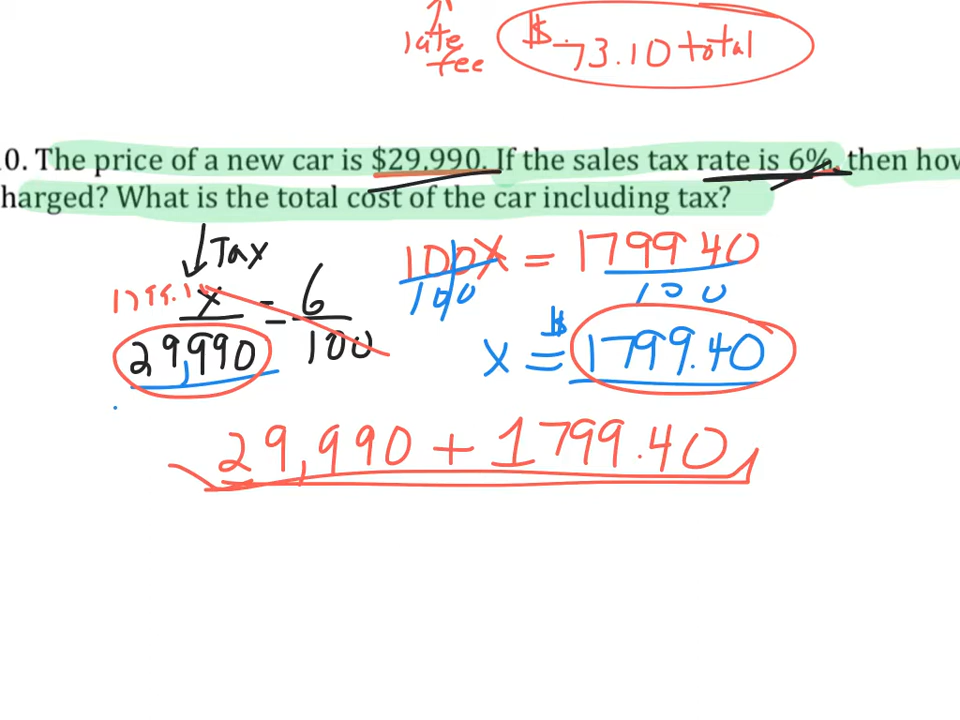 late
fee
$ 73.10 total
10. The price of a new car is $29,990. If the sales tax rate is 6%, then how
harged? What is the total cost of the car including tax?
Tax
x/29,990 = 6/100
100x/100 = 179940/100
x = $ 1799.40
29,990 + 1799.40